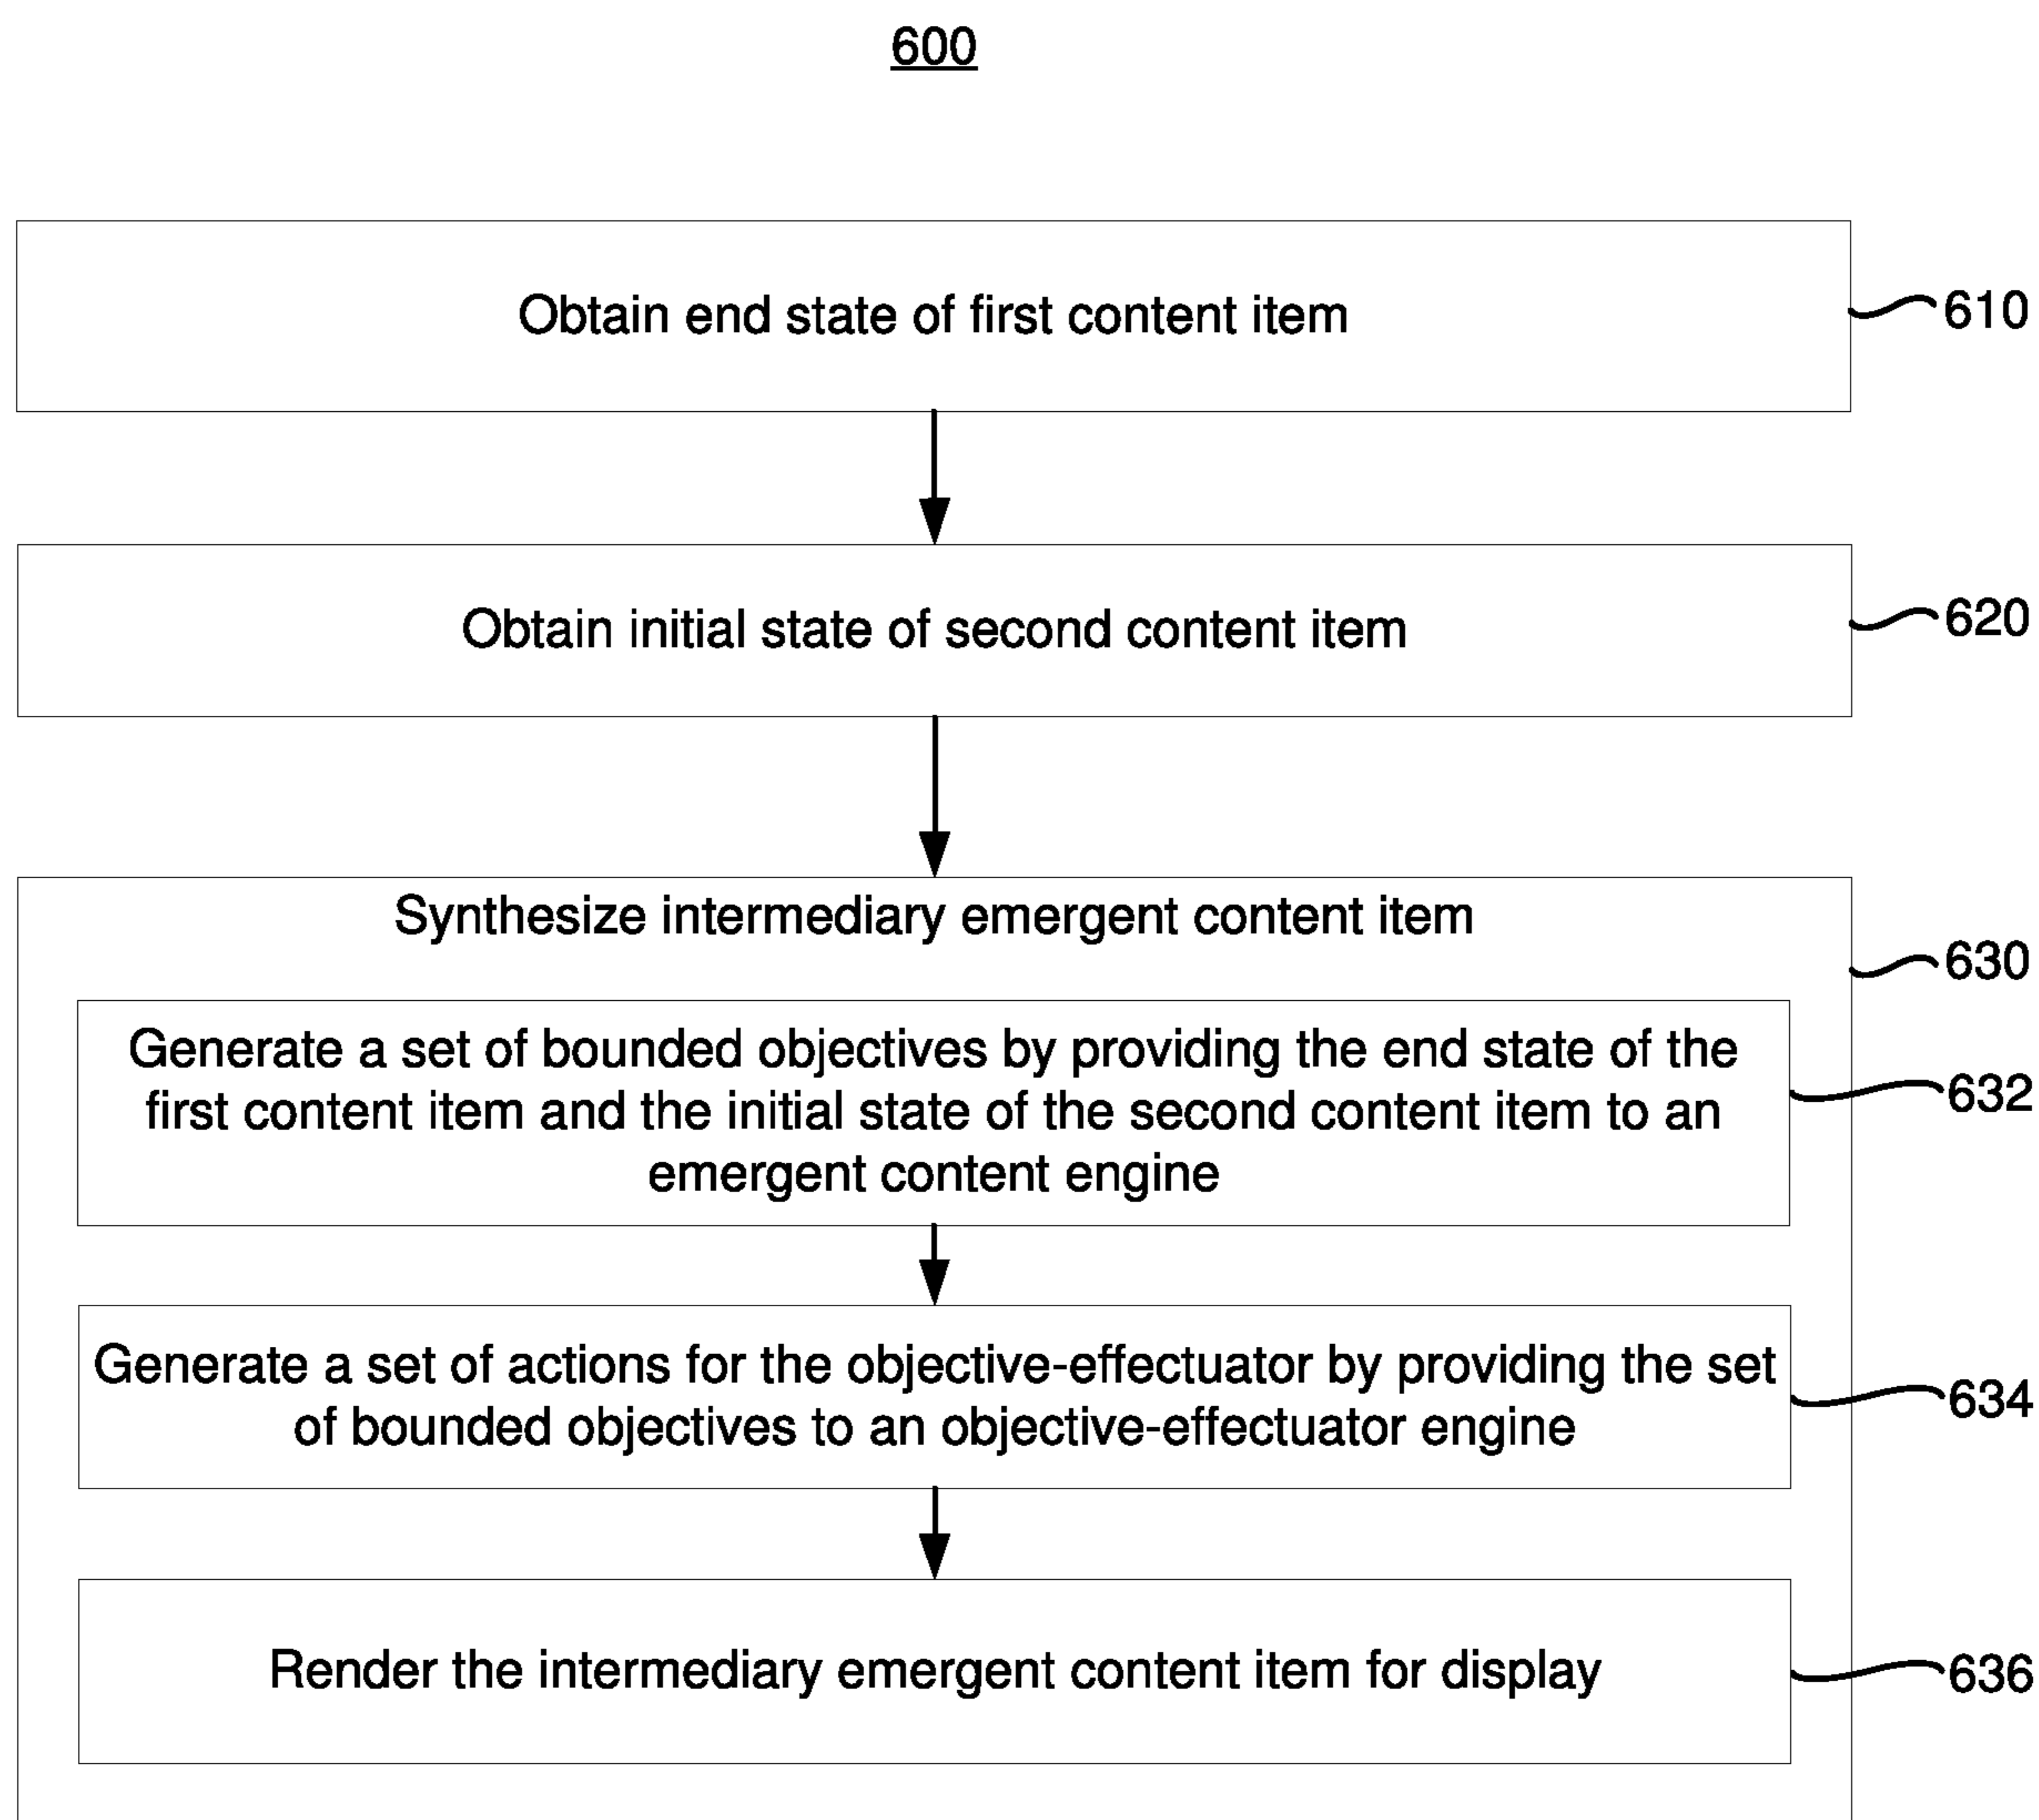 600
Obtain end state of first content item
610
Obtain initial state of second content item
620
Synthesize intermediary emergent content item
630
Generate a set of bounded objectives by providing the end state of the
first content item and the initial state of the second content item to an
emergent content engine
632
Generate a set of actions for the objective-effectuator by providing the set
of bounded objectives to an objective-effectuator engine
634
Render the intermediary emergent content item for display
636